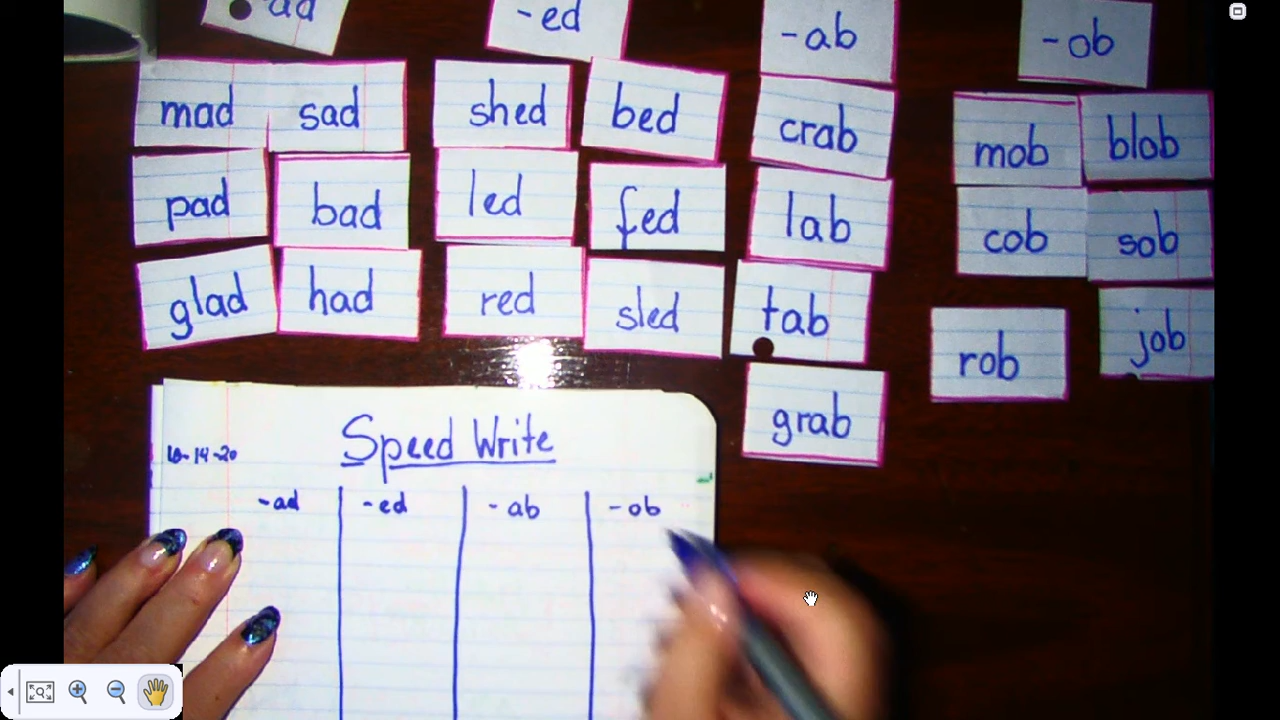 ad -ed -ab -ob
mad sad shed bed crab mob blob
pad bad led fed lab cob sob
glad had red sled tab rob job
grab
Speed Write
10-14-20
-ad -ed -ab -ob